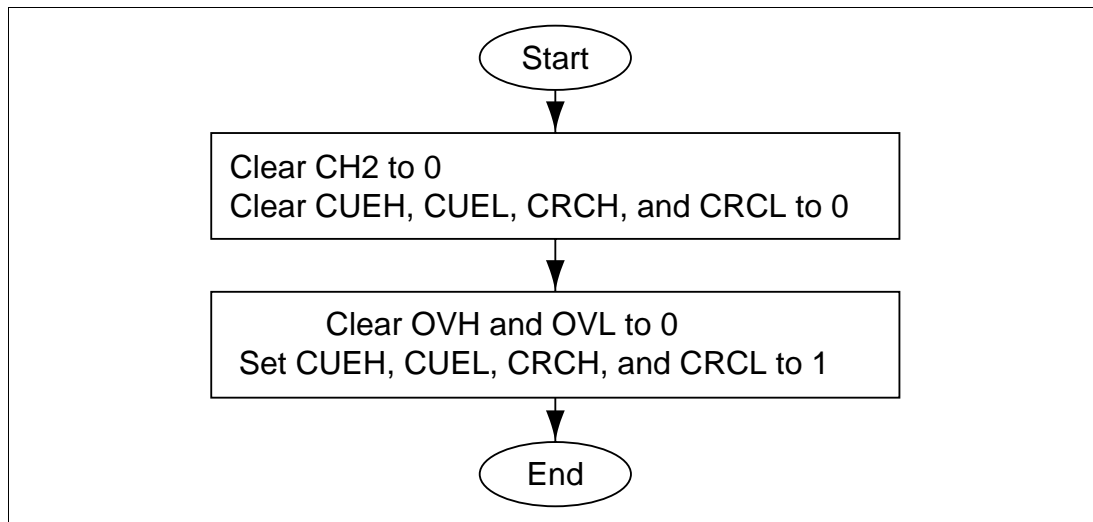 Start
Clear CH2 to 0
Clear CUEH, CUEL, CRCH, and CRCL to 0
Clear OVH and OVL to 0
Set CUEH, CUEL, CRCH, and CRCL to 1
End